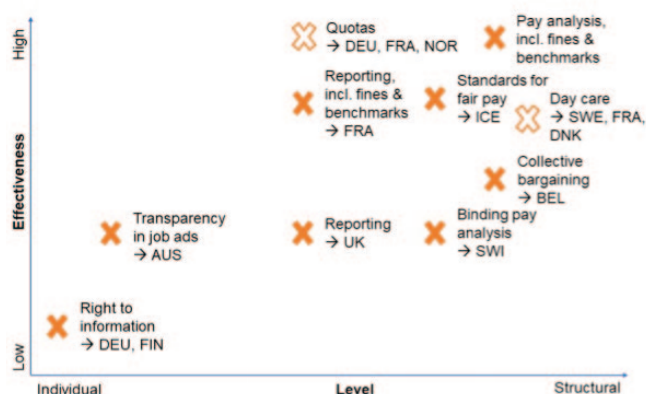 High
Effectiveness
Low
Quotas
→ DEU, FRA, NOR
Pay analysis,
incl. fines &
benchmarks
Reporting,
incl. fines &
benchmarks
→ FRA
Standards for
fair pay
→ ICE
Day care
→ SWE, FRA,
DNK
Collective
bargaining
→ BEL
Transparency
in job ads
→ AUS
Reporting
→ UK
Binding pay
analysis
→ SWI
Right to
information
→ DEU, FIN
Individual
Level
Structural